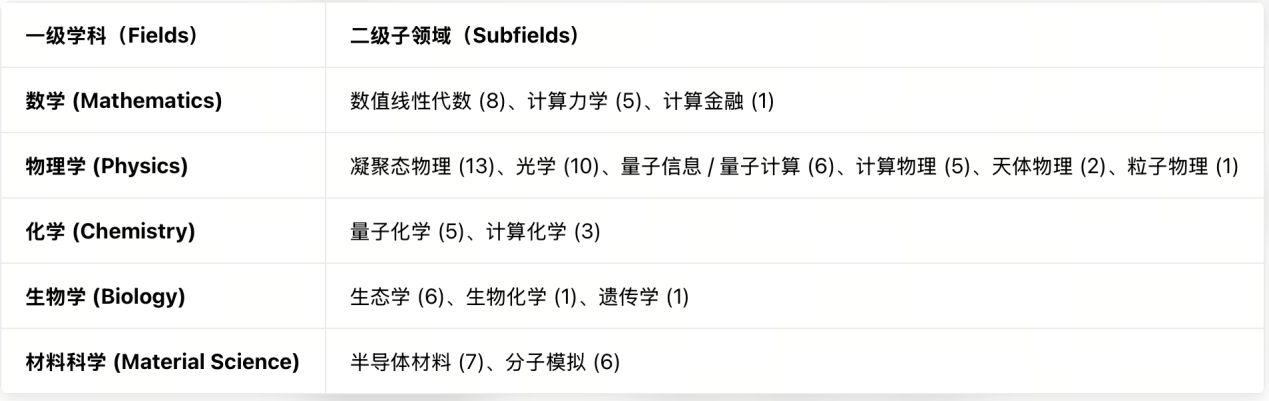 一级学科（Fields） 二级子领域（Subfields）
数学 (Mathematics) 数值线性代数 (8)、计算力学 (5)、计算金融 (1)
物理学 (Physics) 凝聚态物理 (13)、光学 (10)、量子信息 / 量子计算 (6)、计算物理 (5)、天体物理 (2)、粒子物理 (1)
化学 (Chemistry) 量子化学 (5)、计算化学 (3)
生物学 (Biology) 生态学 (6)、生物化学 (1)、遗传学 (1)
材料科学 (Material Science) 半导体材料 (7)、分子模拟 (6)